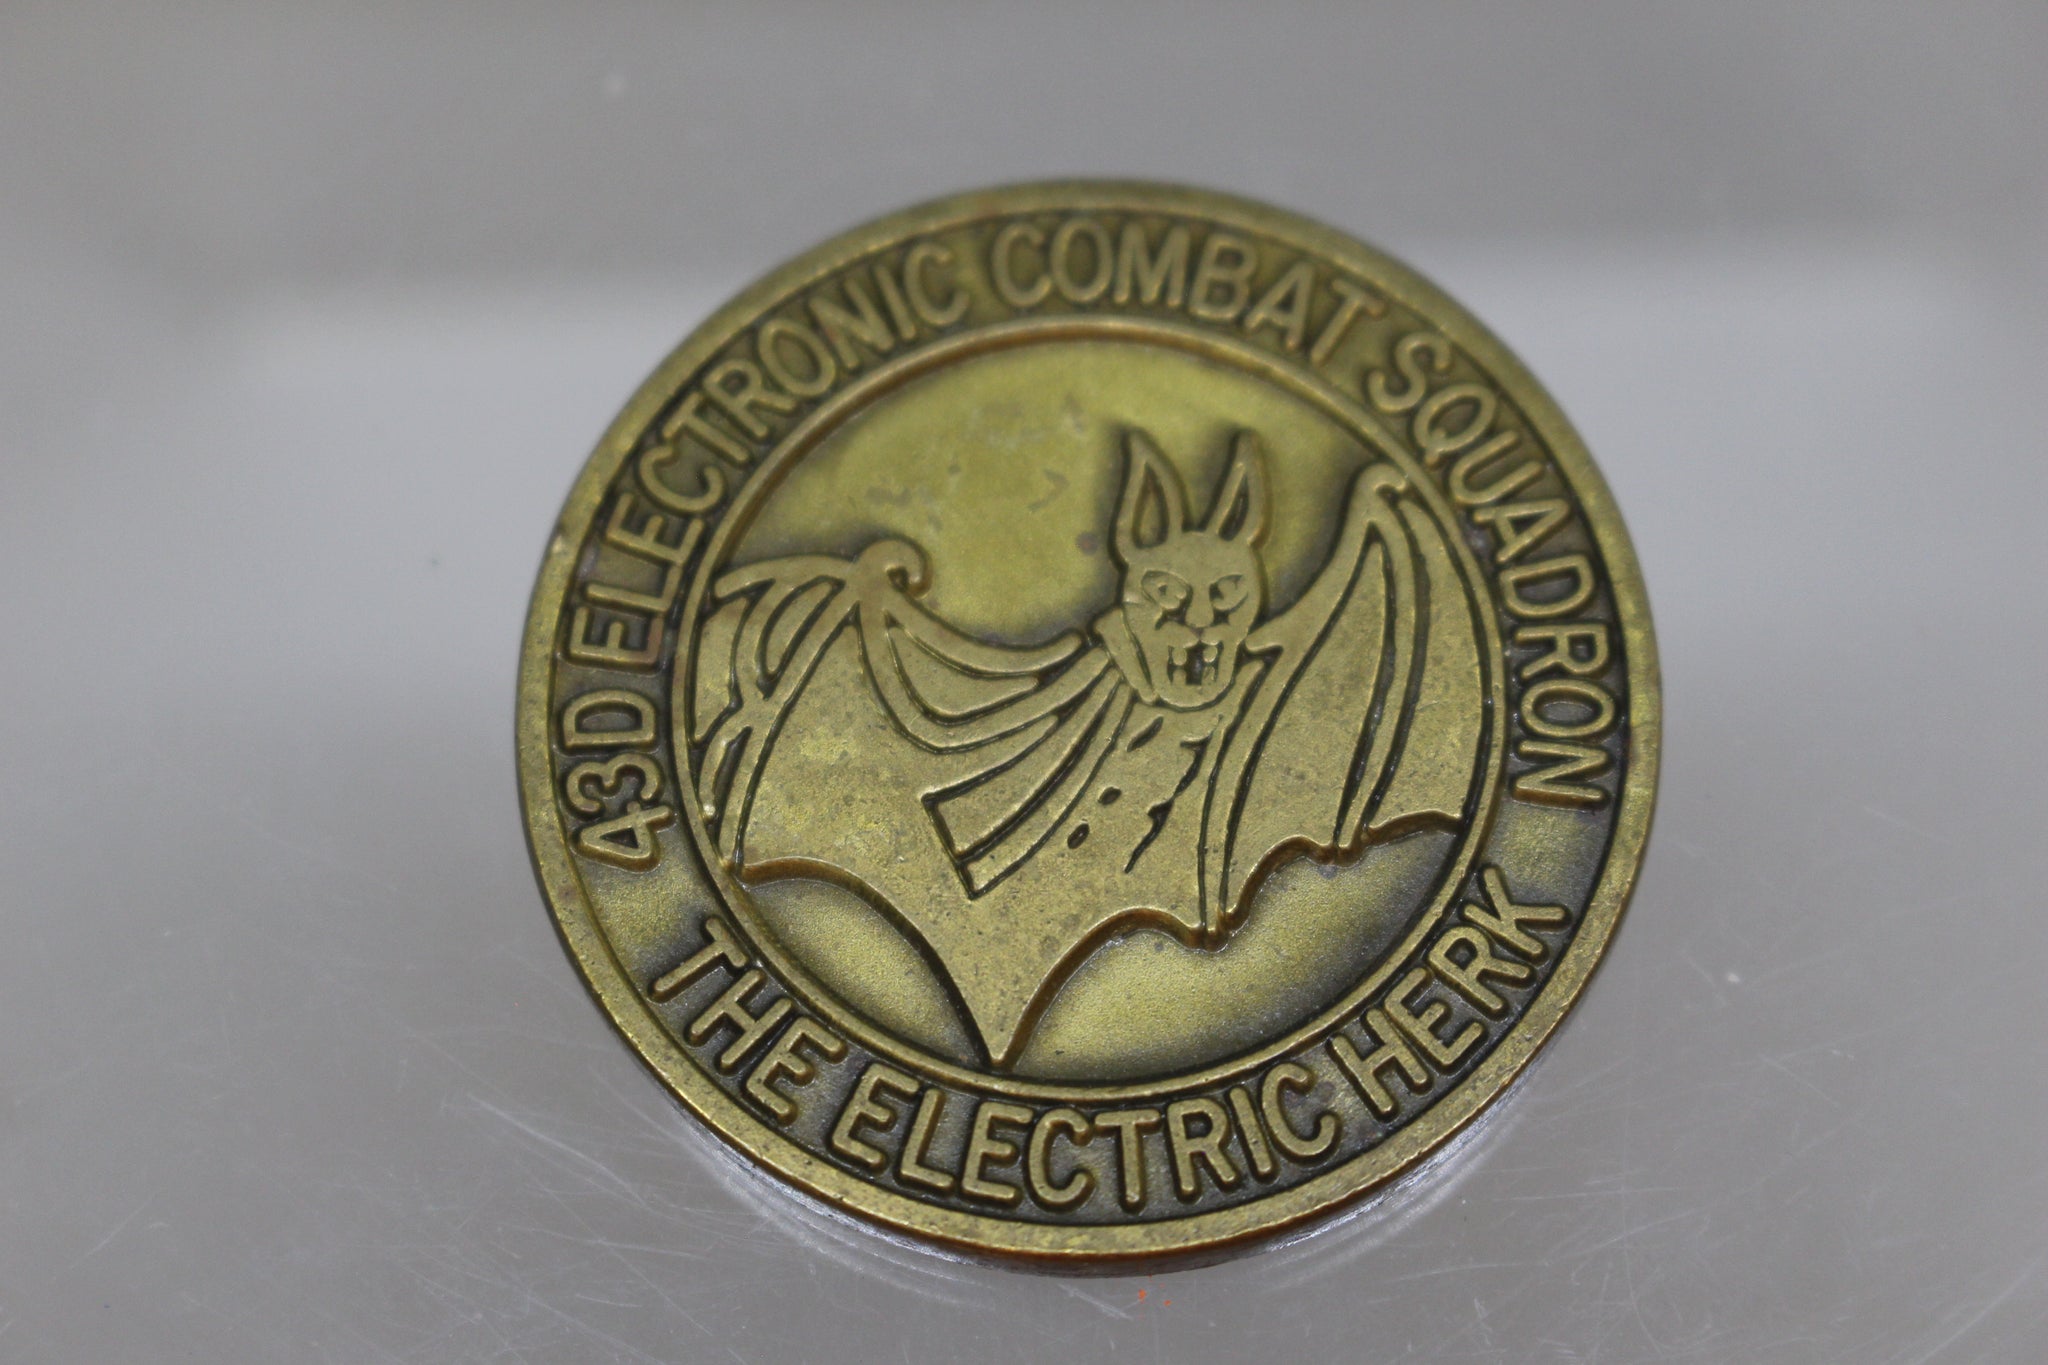 43D ELECTRONIC COMBAT SQUADRON
THE ELECTRIC HERK